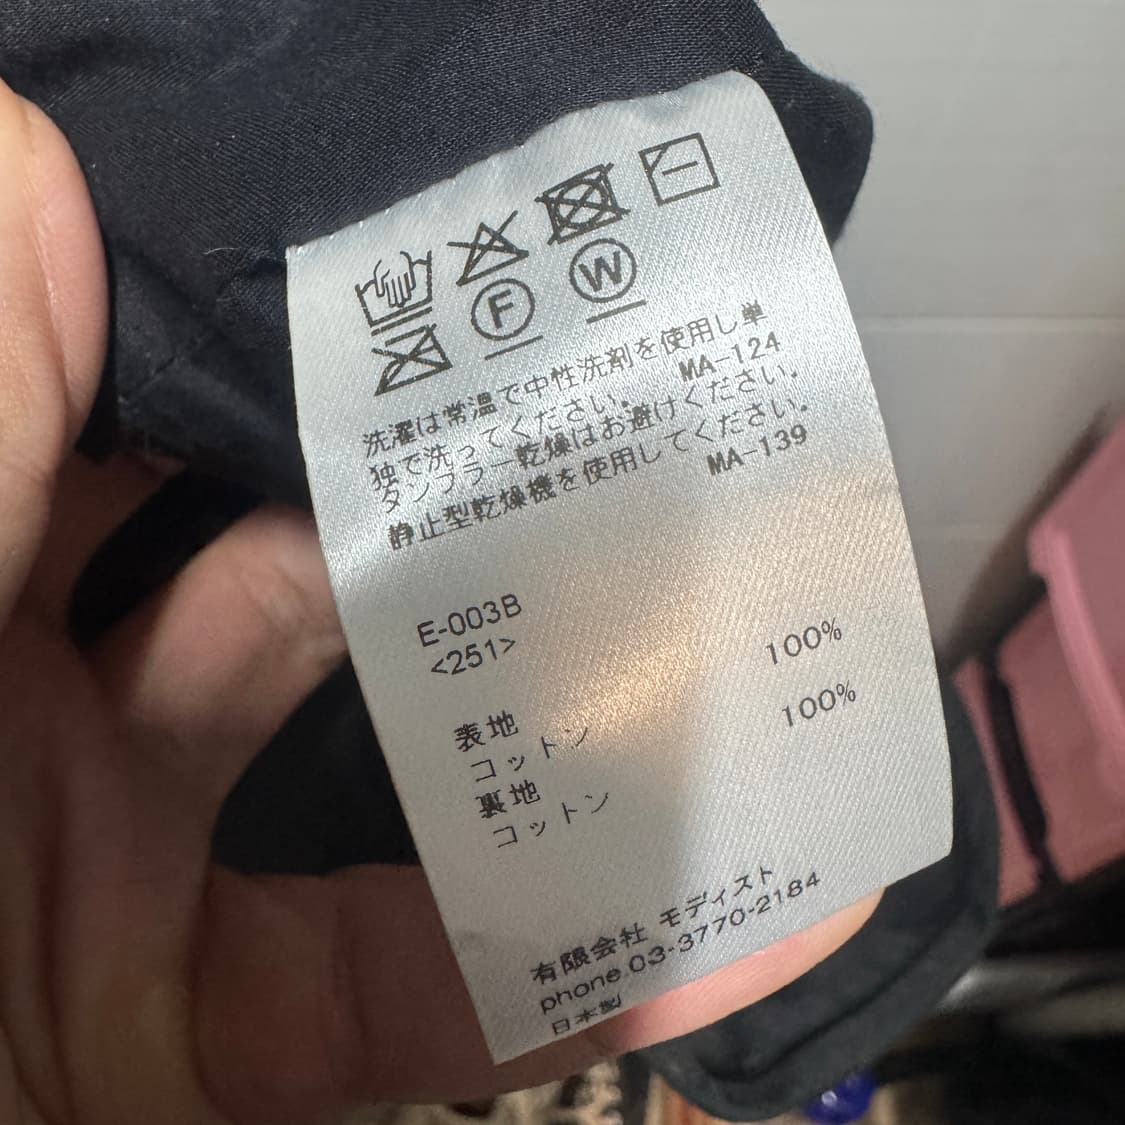 F W
洗濯は常温で中性洗剤を使用し単
独で洗ってください。 MA-124
タンブラー乾燥はお避けください。
静止型乾燥機を使用してください。
MA-139
E-003B
<251>
表地
コットン 100%
裏地
コットン 100%
有限会社 モディスト
phone.03-3770-2184
日本製